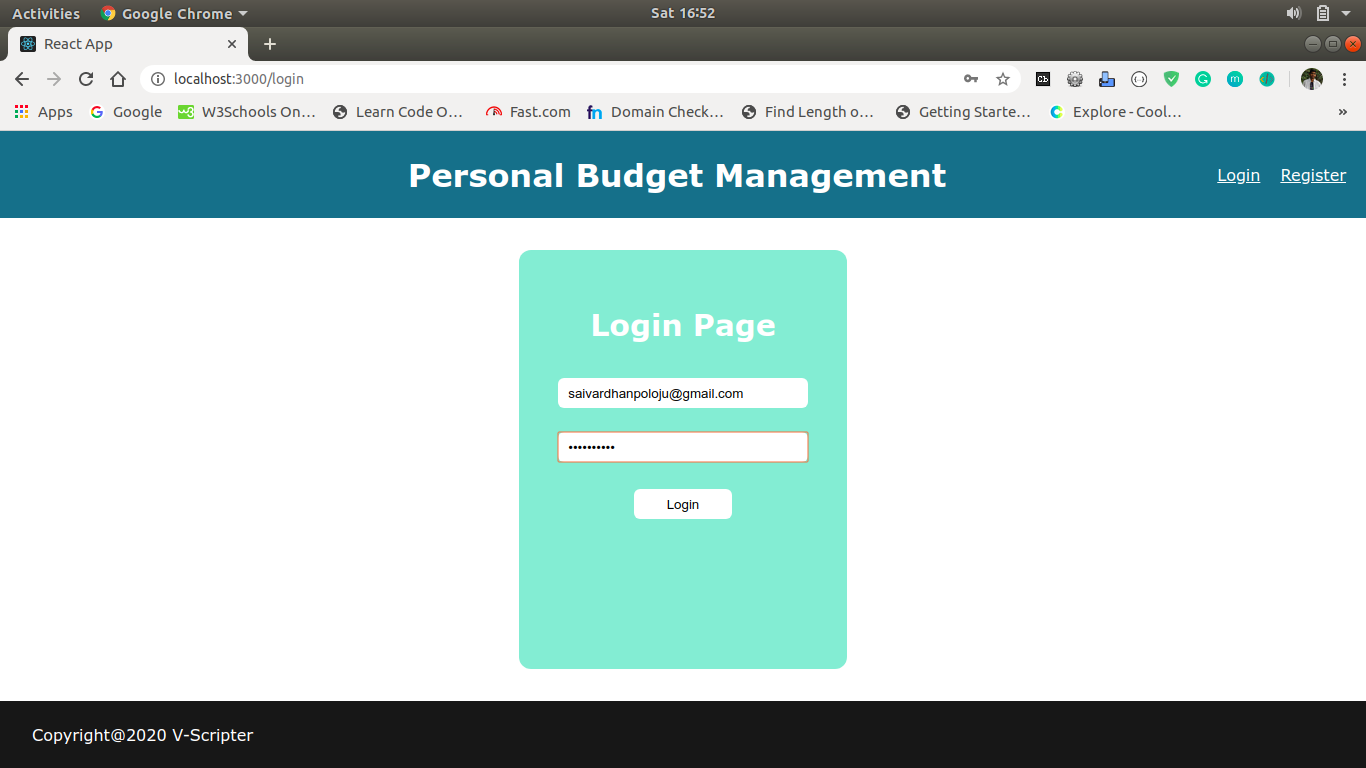 Activities Google Chrome Sat 16:52
React App
localhost:3000/login
Apps Google W3Schools On... Learn Code O... Fast.com Domain Check... Find Length o... Getting Starte... Explore - Cool... »
Personal Budget Management Login Register
Login Page
saivardhanpoloju@gmail.com
••••••••••
Login
Copyright@2020 V-Scripter